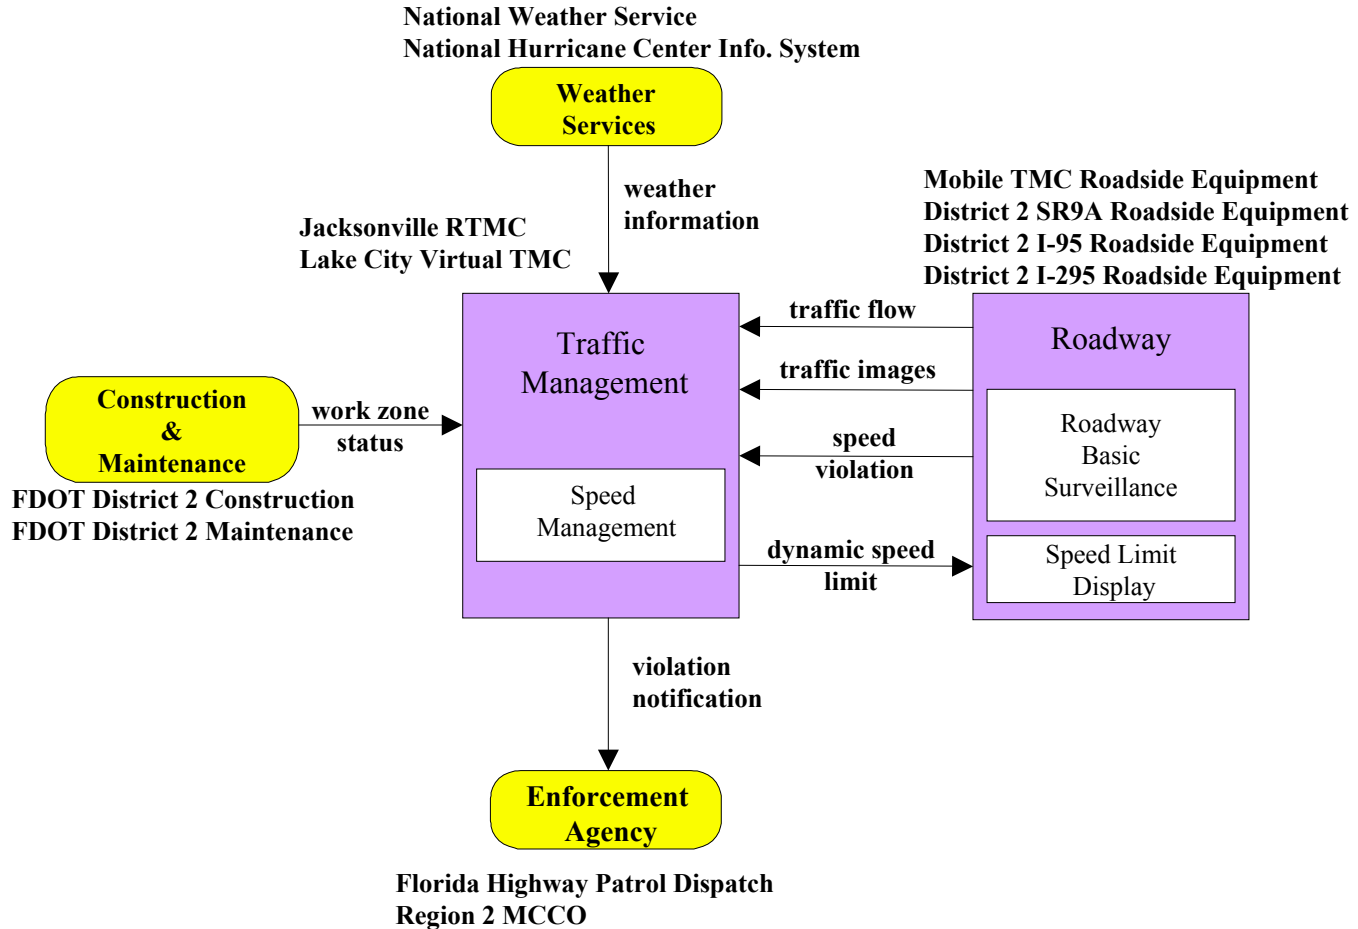 National Weather Service
National Hurricane Center Info. System
Weather
Services
weather
information
Jacksonville RTMC
Lake City Virtual TMC
Mobile TMC Roadside Equipment
District 2 SR9A Roadside Equipment
District 2 I-95 Roadside Equipment
District 2 I-295 Roadside Equipment
Construction
&
Maintenance
FDOT District 2 Construction
FDOT District 2 Maintenance
work zone
status
Traffic
Management
Speed
Management
traffic flow
traffic images
speed
violation
dynamic speed
limit
Roadway
Roadway
Basic
Surveillance
Speed Limit
Display
violation
notification
Enforcement
Agency
Florida Highway Patrol Dispatch
Region 2 MCCO